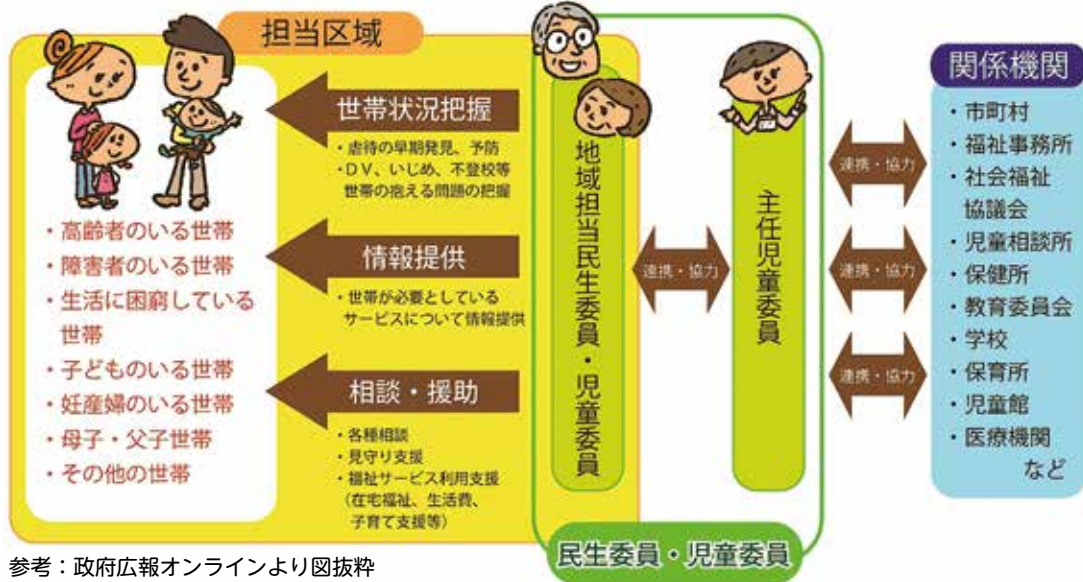 担当区域
・高齢者のいる世帯
・障害者のいる世帯
・生活に困窮している
世帯
・子どものいる世帯
・妊産婦のいる世帯
・母子・父子世帯
・その他の世帯
世帯状況把握
・虐待の早期発見、予防
・DV、いじめ、不登校等
世帯の抱える問題の把握
情報提供
・世帯が必要としている
サービスについて情報提供
相談・援助
・各種相談
・見守り支援
・福祉サービス利用支援
(在宅福祉、生活費、
子育て支援等)
地域担当民生委員・児童委員
連携・協力
主任児童委員
民生委員・児童委員
連携・協力
連携・協力
連携・協力
関係機関
・市町村
・福祉事務所
・社会福祉
協議会
・児童相談所
・保健所
・教育委員会
・学校
・保育所
・児童館
・医療機関
など
参考：政府広報オンラインより図抜粋